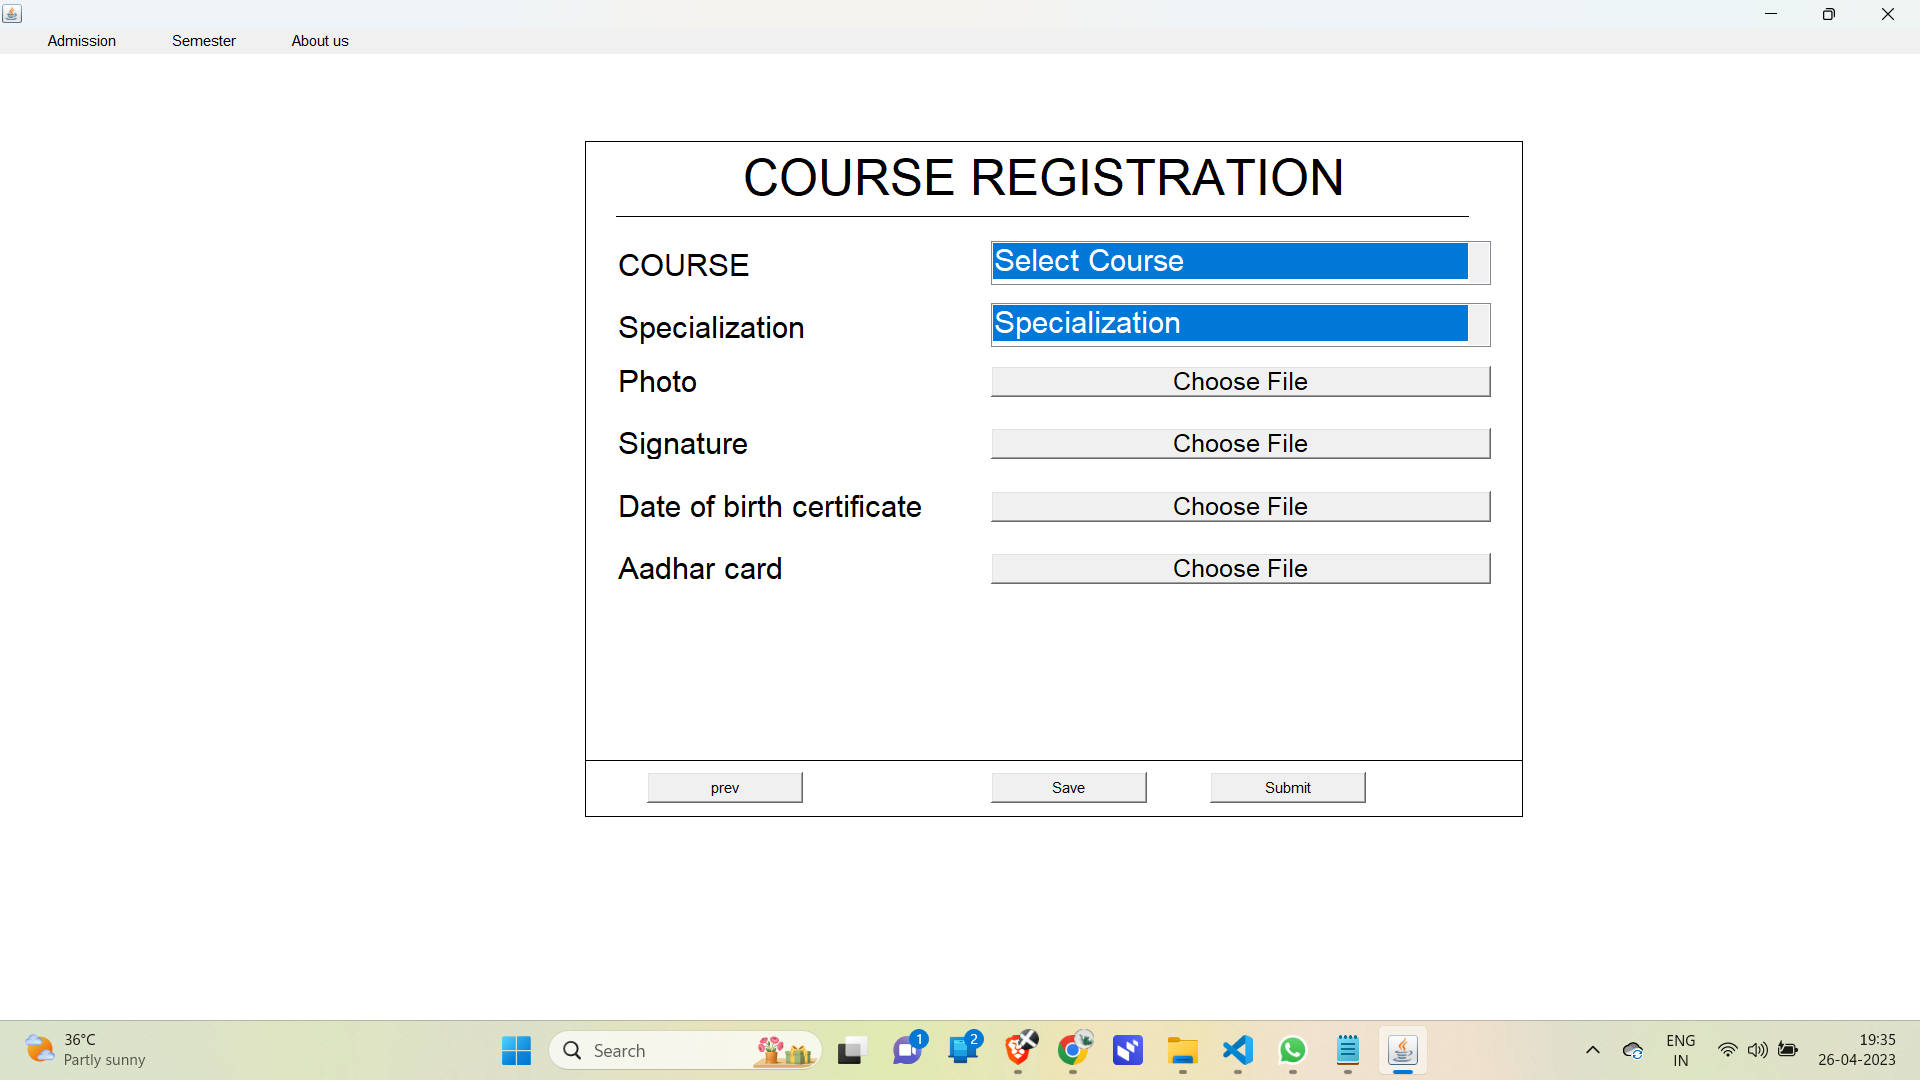 Admission Semester About us
COURSE REGISTRATION
COURSE Select Course
Specialization Specialization
Photo Choose File
Signature Choose File
Date of birth certificate Choose File
Aadhar card Choose File
prev Save Submit
36°C
Partly sunny
Search
1
2
ENG
IN
19:35
26-04-2023